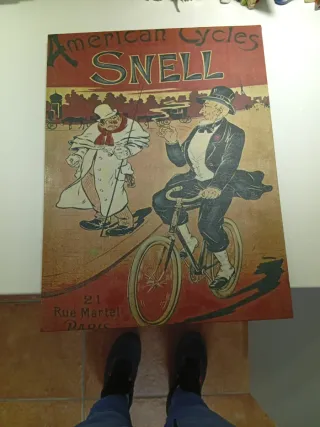 American Cycles
SNELL
21
Rue Martel
PARIS